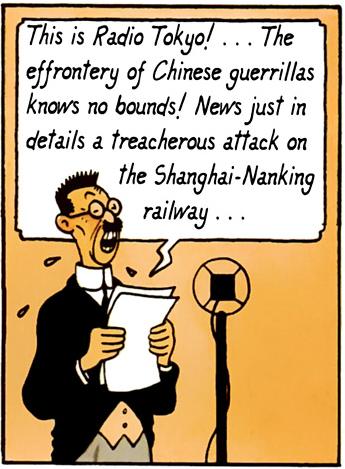 This is Radio Tokyo! ... The
effrontery of Chinese guerrillas
knows no bounds! News just in
details a treacherous attack on
the Shanghai-Nanking
railway ...